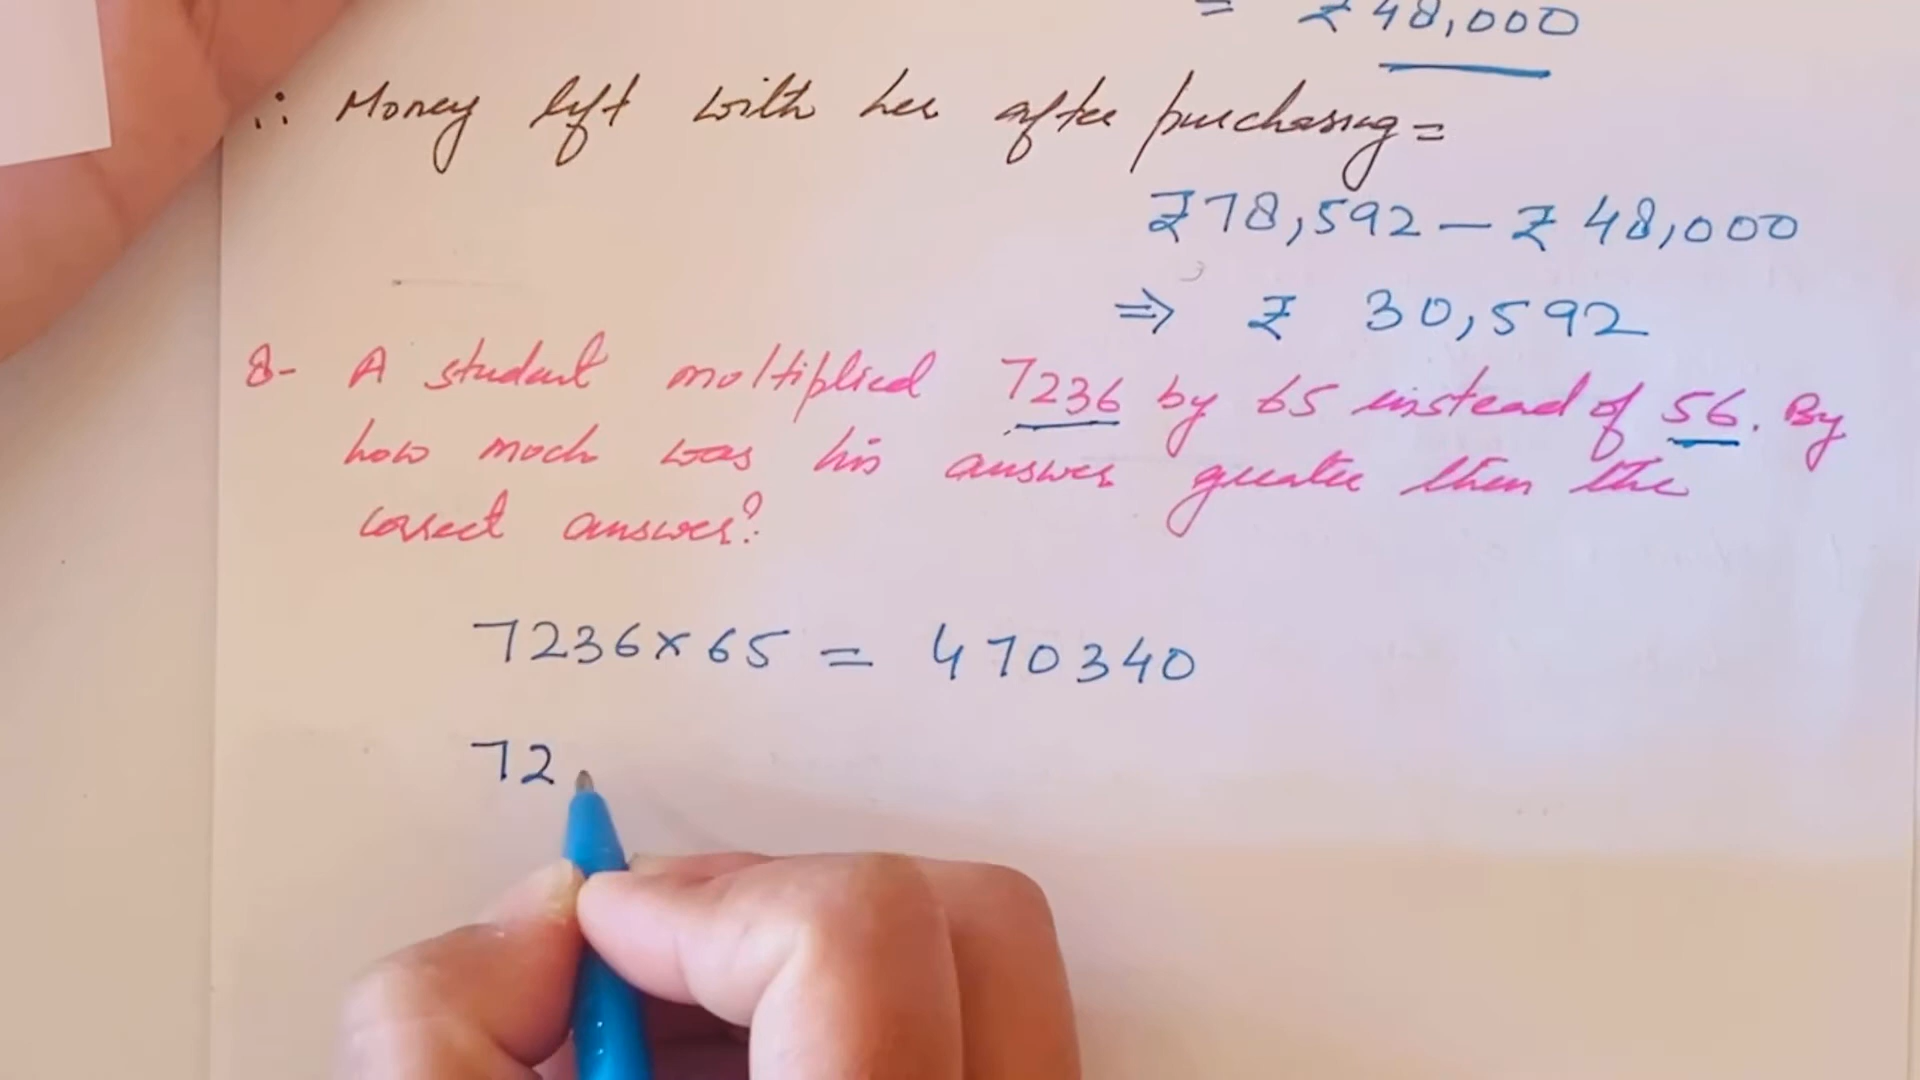 = ₹ 48,000
∴ Money left with her after purchasing =
₹78,592 — ₹ 48,000
⇒ ₹ 30,592
8- A student multiplied 7236 by 65 instead of 56. By
how much was his answer greater then the
correct answer?
7236×65 = 470340
72